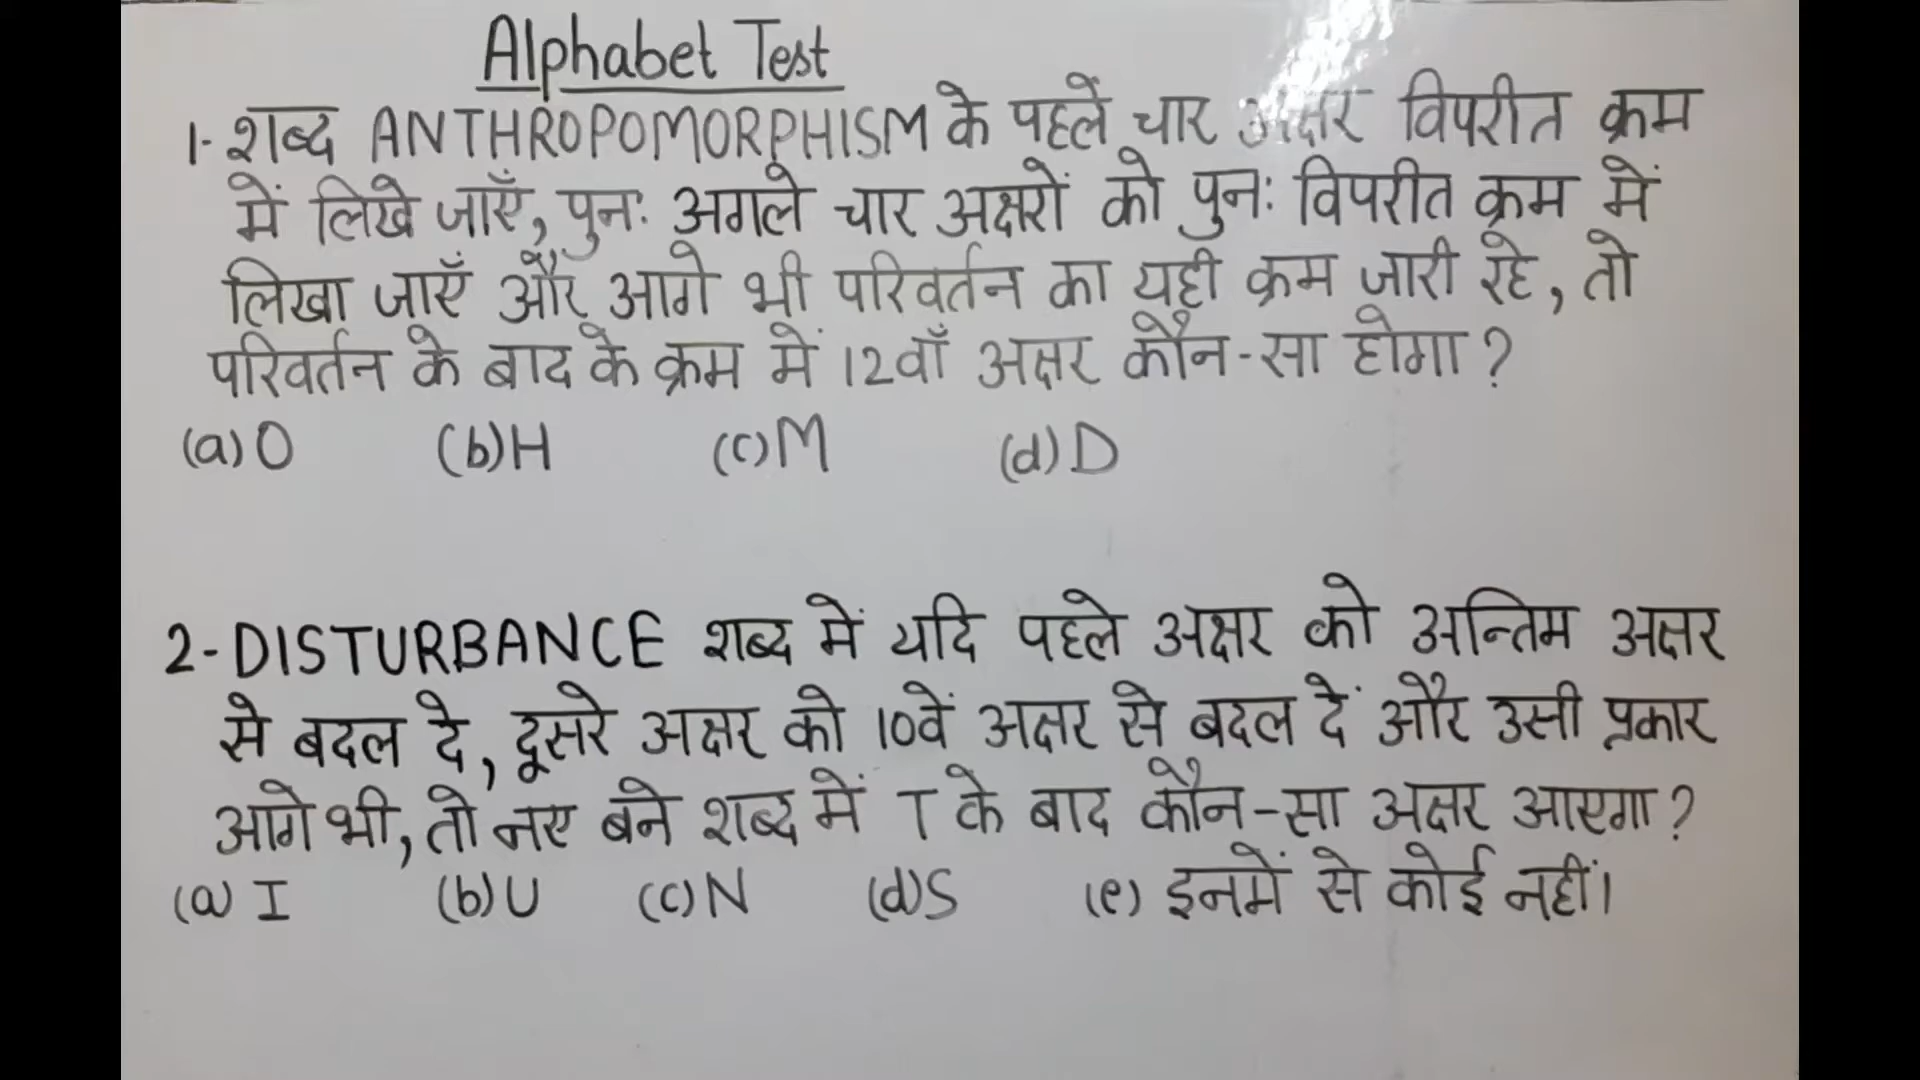 Alphabet Test
1- शब्द ANTHROPOMORPHISM के पहले चार अक्षर विपरीत क्रम
में लिखे जाएँ, पुनः अगले चार अक्षरों को पुनः विपरीत क्रम में
लिखा जाएँ और आगे भी परिवर्तन का यही क्रम जारी रहे, तो
परिवर्तन के बाद के क्रम में 12वाँ अक्षर कौन-सा होगा?
(a) O (b) H (c) M (d) D
2- DISTURBANCE शब्द में यदि पहले अक्षर को अन्तिम अक्षर
से बदल दे, दूसरे अक्षर को 10वें अक्षर से बदल दें और उसी प्रकार
आगे भी, तो नए बने शब्द में T के बाद कौन-सा अक्षर आएगा?
(a) I (b) U (c) N (d) S (e) इनमें से कोई नहीं।